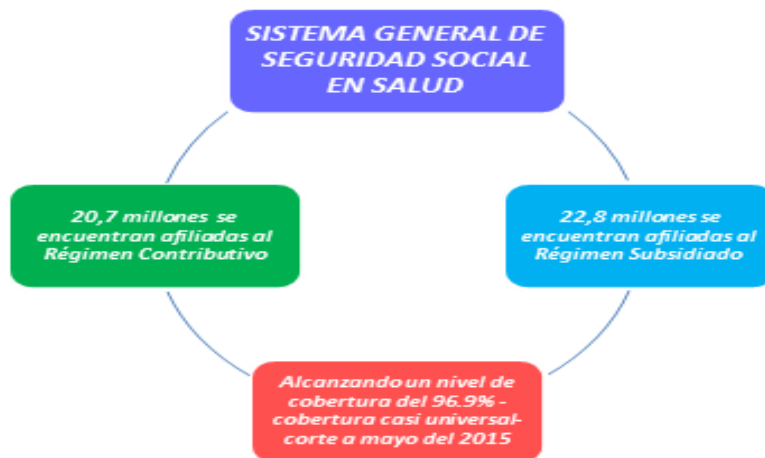 SISTEMA GENERAL DE
SEGURIDAD SOCIAL
EN SALUD
20,7 millones se
encuentran afiliadas al
Régimen Contributivo
22,8 millones se
encuentran afiliadas al
Régimen Subsidiado
Alcanzando un nivel de
cobertura del 96.9% -
cobertura casi universal-
corte a mayo del 2015